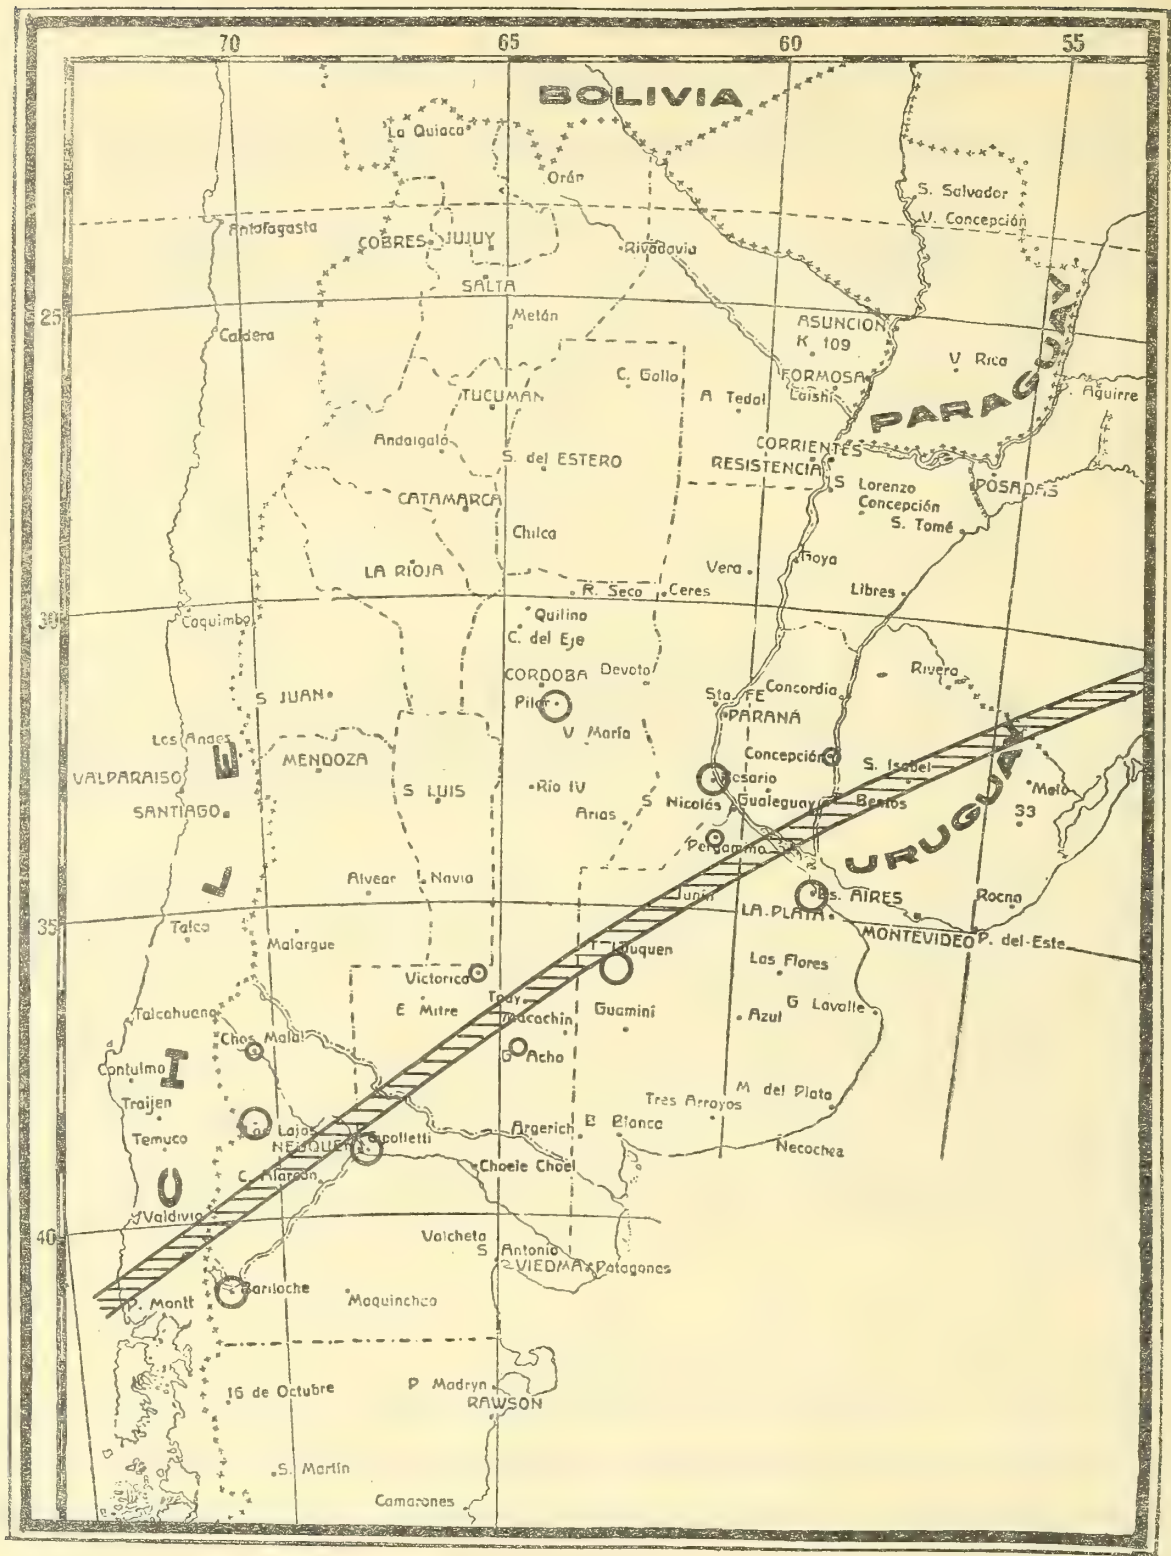 70 65 60 55
BOLIVIA
La Quiaca
Orán
S. Salvador
V. Concepción
Antofagasta
COBRES JUJUY
Rivadavia
SALTA
25
Metán
ASUNCION
K 109
Caldera
V Rica
PARAGUAY
C. Gallo
FORMOSA
Laishi
Aguirre
TUCUMAN
A Tedal
Andalgaló
CORRIENTES
S. del ESTERO
RESISTENCIA
S Lorenzo
POSADAS
CATAMARCA
Concepción
S. Tomé
Chilca
Goya
LA RIOJA
Vera
R. Seco
Ceres
Libres
30
Coquimbo
Quilino
C. del Eje
CORDOBA
Devoto
Rivera
S JUAN
Pilar
Sta. FE
Concordia
PARANÁ
V María
Los Andes
MENDOZA
Concepción
S. Isabel
VALPARAISO
Rosario
S LUIS
Río IV
S Nicolás
Gualeguay
Bentos
Melo
SANTIAGO
Arias
33
Pergamino
URUGUAY
Alvear
Navia
Junín
Bs. AIRES
Rocha
35
LA-PLATA
Talca
MONTEVIDEO
P. del-Este
Malargue
T-Lauquen
Victorica
Las Flores
Toay
E Mitre
Macachin
Guaminí
G Lavalle
Talcahuano
Azul
Chos Malal
G Acha
CHILE
Contulmo
Traijen
M del Plata
Tres Arroyos
Temuco
Las Lajas
NEUQUEN
Cipolletti
Argerich
B Blanca
Necochea
C. Alarcón
Choele Choel
Valdivia
40
Valcheta
S Antonio
VIEDMA
Patagones
P. Montt
Bariloche
Maquinchao
16 de Octubre
P Madryn
RAWSON
S. Martín
Camarones